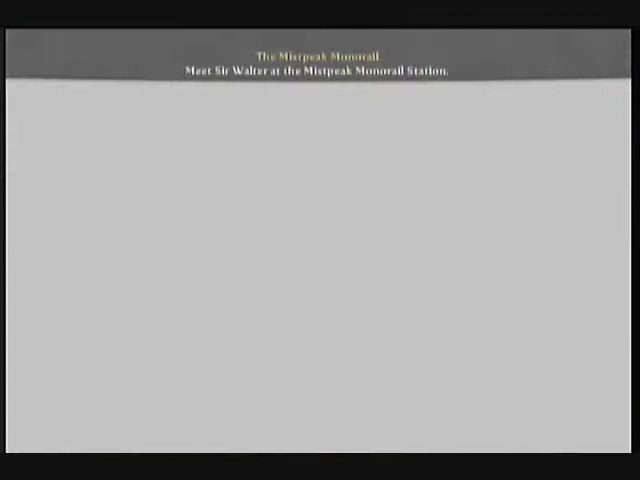 The Mistpeak Monorail
Meet Sir Walter at the Mistpeak Monorail Station.